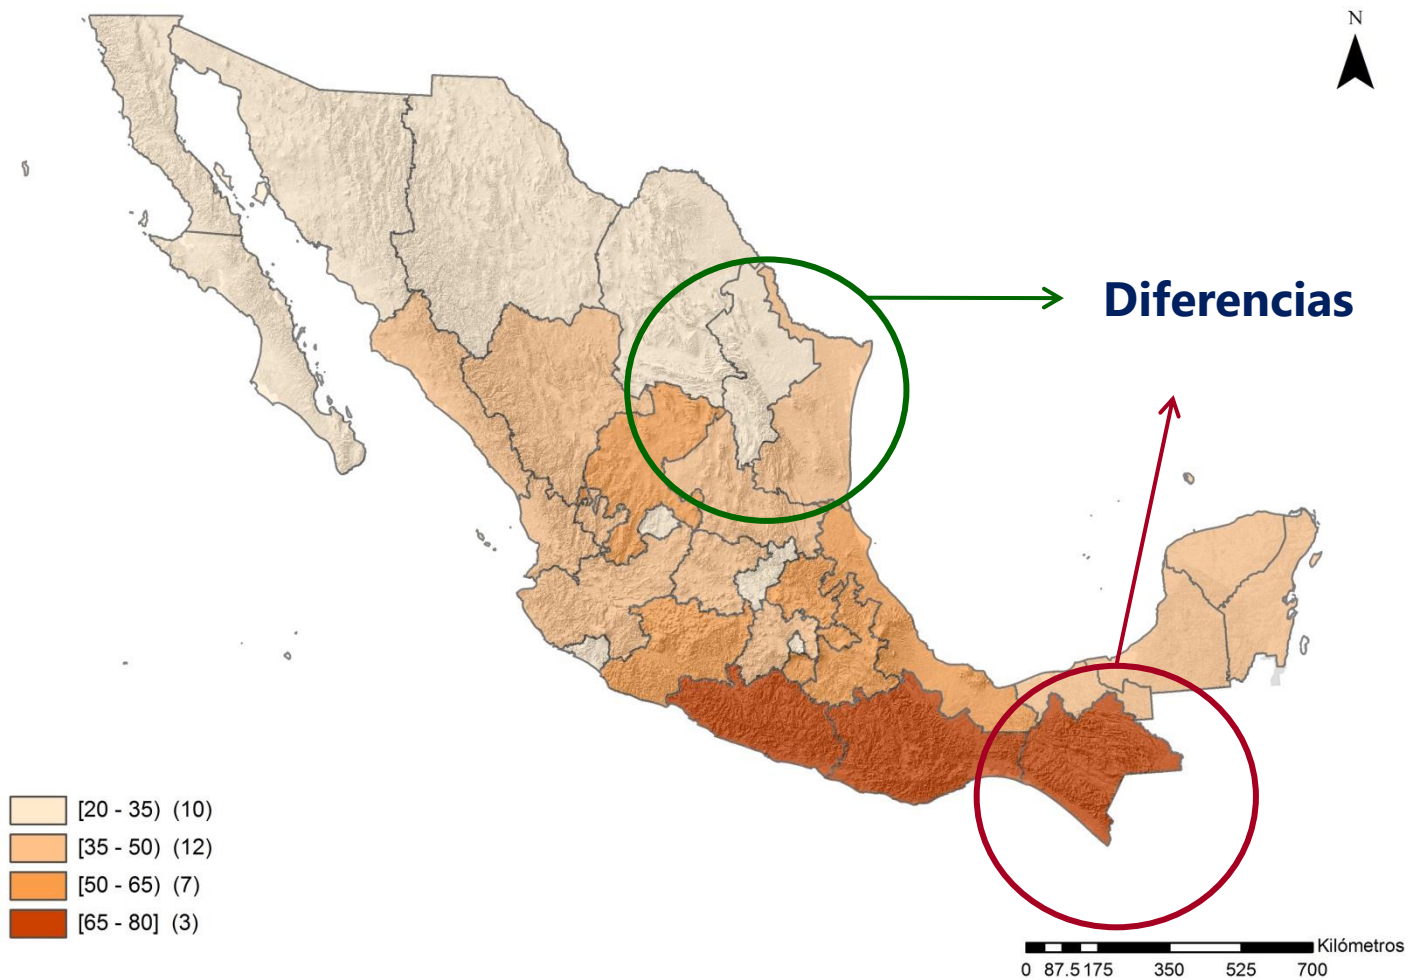 N
Diferencias
[20 - 35) (10)
[35 - 50) (12)
[50 - 65) (7)
[65 - 80] (3)
Kilómetros
0 87.5 175 350 525 700